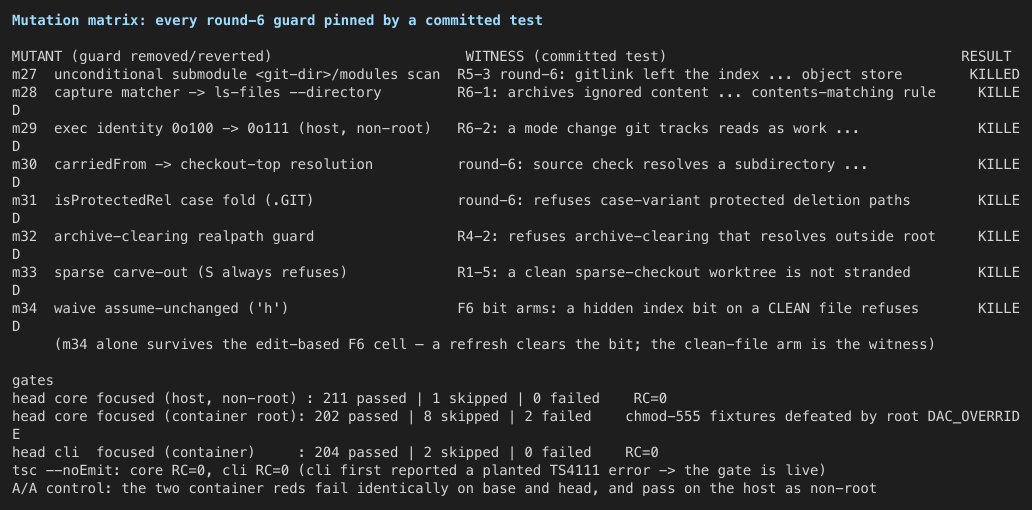 Mutation matrix: every round-6 guard pinned by a committed test
MUTANT (guard removed/reverted) WITNESS (committed test) RESULT
m27 unconditional submodule <git-dir>/modules scan R5-3 round-6: gitlink left the index ... object store KILLED
m28 capture matcher -> ls-files --directory R6-1: archives ignored content ... contents-matching rule KILLE
D
m29 exec identity 0o100 -> 0o111 (host, non-root) R6-2: a mode change git tracks reads as work ... KILLE
D
m30 carriedFrom -> checkout-top resolution round-6: source check resolves a subdirectory ... KILLE
D
m31 isProtectedRel case fold (.GIT) round-6: refuses case-variant protected deletion paths KILLE
D
m32 archive-clearing realpath guard R4-2: refuses archive-clearing that resolves outside root KILLE
D
m33 sparse carve-out (S always refuses) R1-5: a clean sparse-checkout worktree is not stranded KILLE
D
m34 waive assume-unchanged ('h') F6 bit arms: a hidden index bit on a CLEAN file refuses KILLE
D
(m34 alone survives the edit-based F6 cell — a refresh clears the bit; the clean-file arm is the witness)
gates
head core focused (host, non-root) : 211 passed | 1 skipped | 0 failed RC=0
head core focused (container root): 202 passed | 8 skipped | 2 failed chmod-555 fixtures defeated by root DAC_OVERRID
E
head cli focused (container) : 204 passed | 2 skipped | 0 failed RC=0
tsc --noEmit: core RC=0, cli RC=0 (cli first reported a planted TS4111 error -> the gate is live)
A/A control: the two container reds fail identically on base and head, and pass on the host as non-root